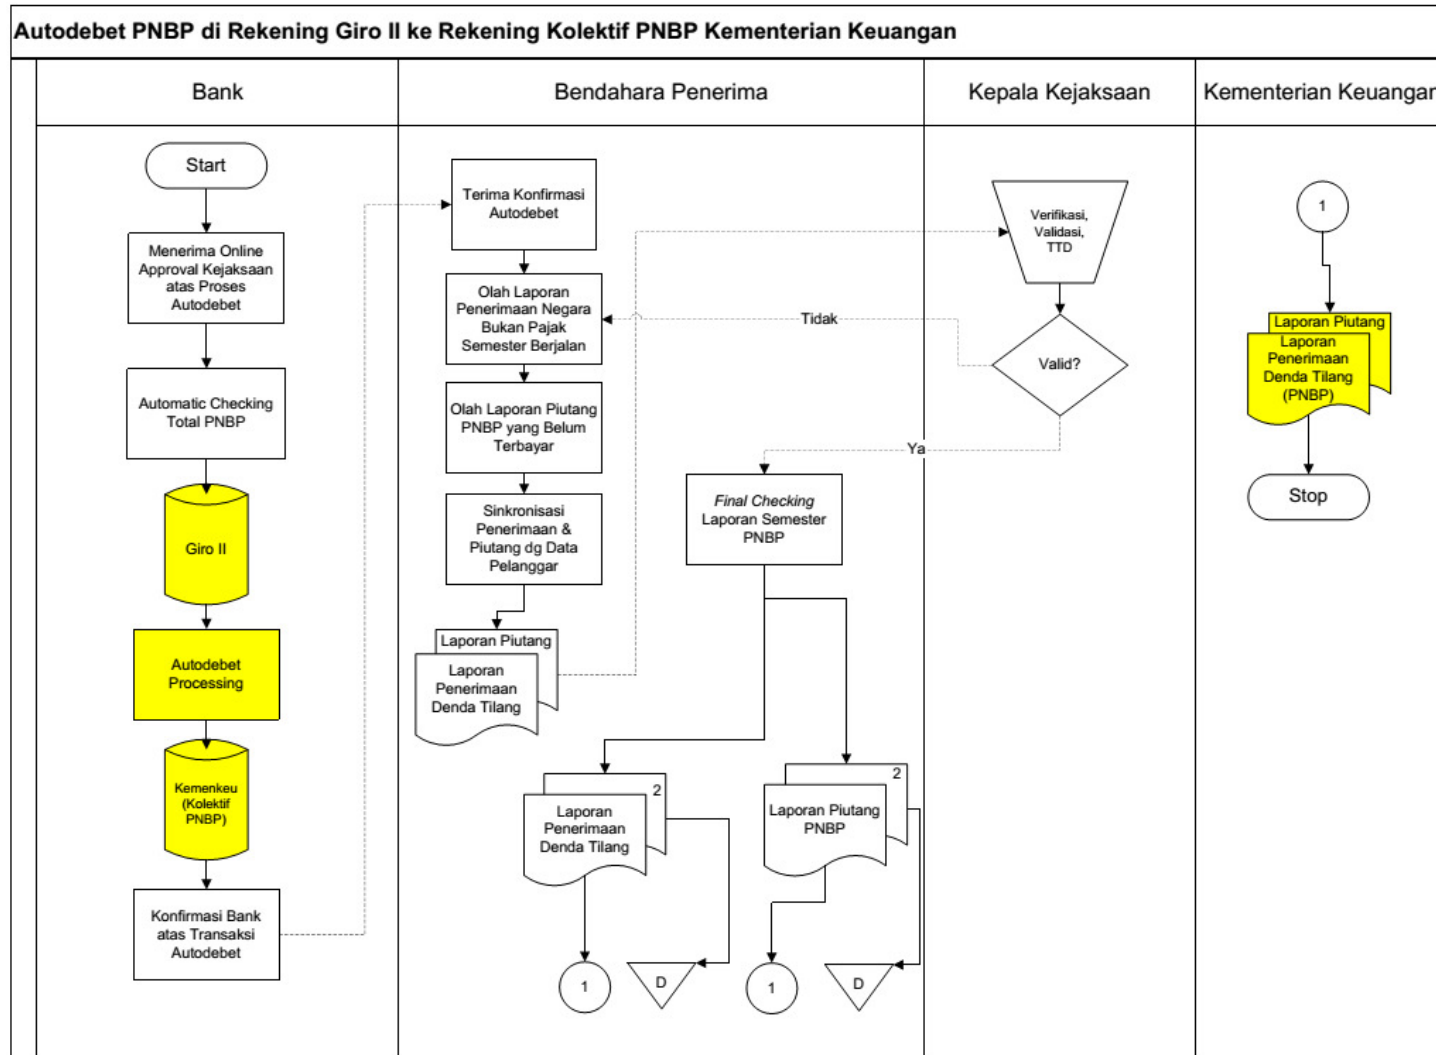 Autodebet PNBP di Rekening Giro II ke Rekening Kolektif PNBP Kementerian Keuangan
Bank
Bendahara Penerima
Kepala Kejaksaan
Kementerian Keuangan
Start
Menerima Online
Approval Kejaksaan
atas Proses
Autodebet
Automatic Checking
Total PNBP
Giro II
Autodebet
Processing
Kemenkeu
(Kolektif
PNBP)
Konfirmasi Bank
atas Transaksi
Autodebet
Terima Konfirmasi
Autodebet
Olah Laporan
Penerimaan Negara
Bukan Pajak
Semester Berjalan
Olah Laporan Piutang
PNBP yang Belum
Terbayar
Sinkronisasi
Penerimaan &
Piutang dg Data
Pelanggar
Laporan Piutang
Laporan
Penerimaan
Denda Tilang
Final Checking
Laporan Semester
PNBP
2
Laporan
Penerimaan
Denda Tilang
1
D
2
Laporan Piutang
PNBP
1
D
Verifikasi,
Validasi,
TTD
Valid?
Tidak
Ya
1
Laporan Piutang
Laporan
Penerimaan
Denda Tilang
(PNBP)
Stop